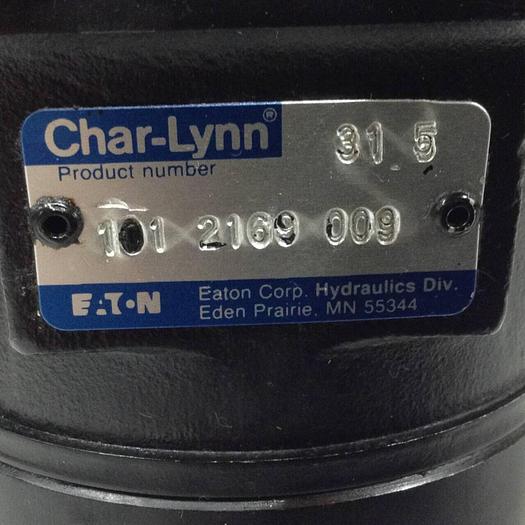 Char-Lynn® 31 5
Product number
101 2169 009
EATON Eaton Corp. Hydraulics Div.
Eden Prairie, MN 55344